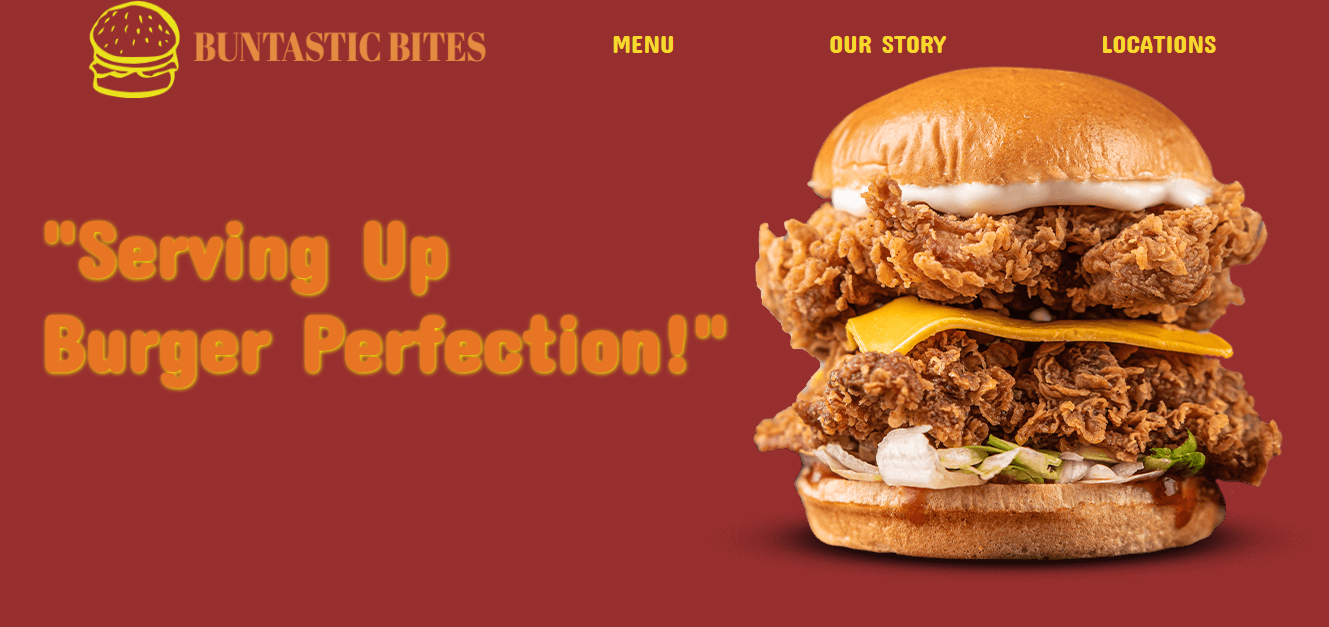 BUNTASTIC BITES
MENU
OUR STORY
LOCATIONS
"Serving Up
Burger Perfection!"